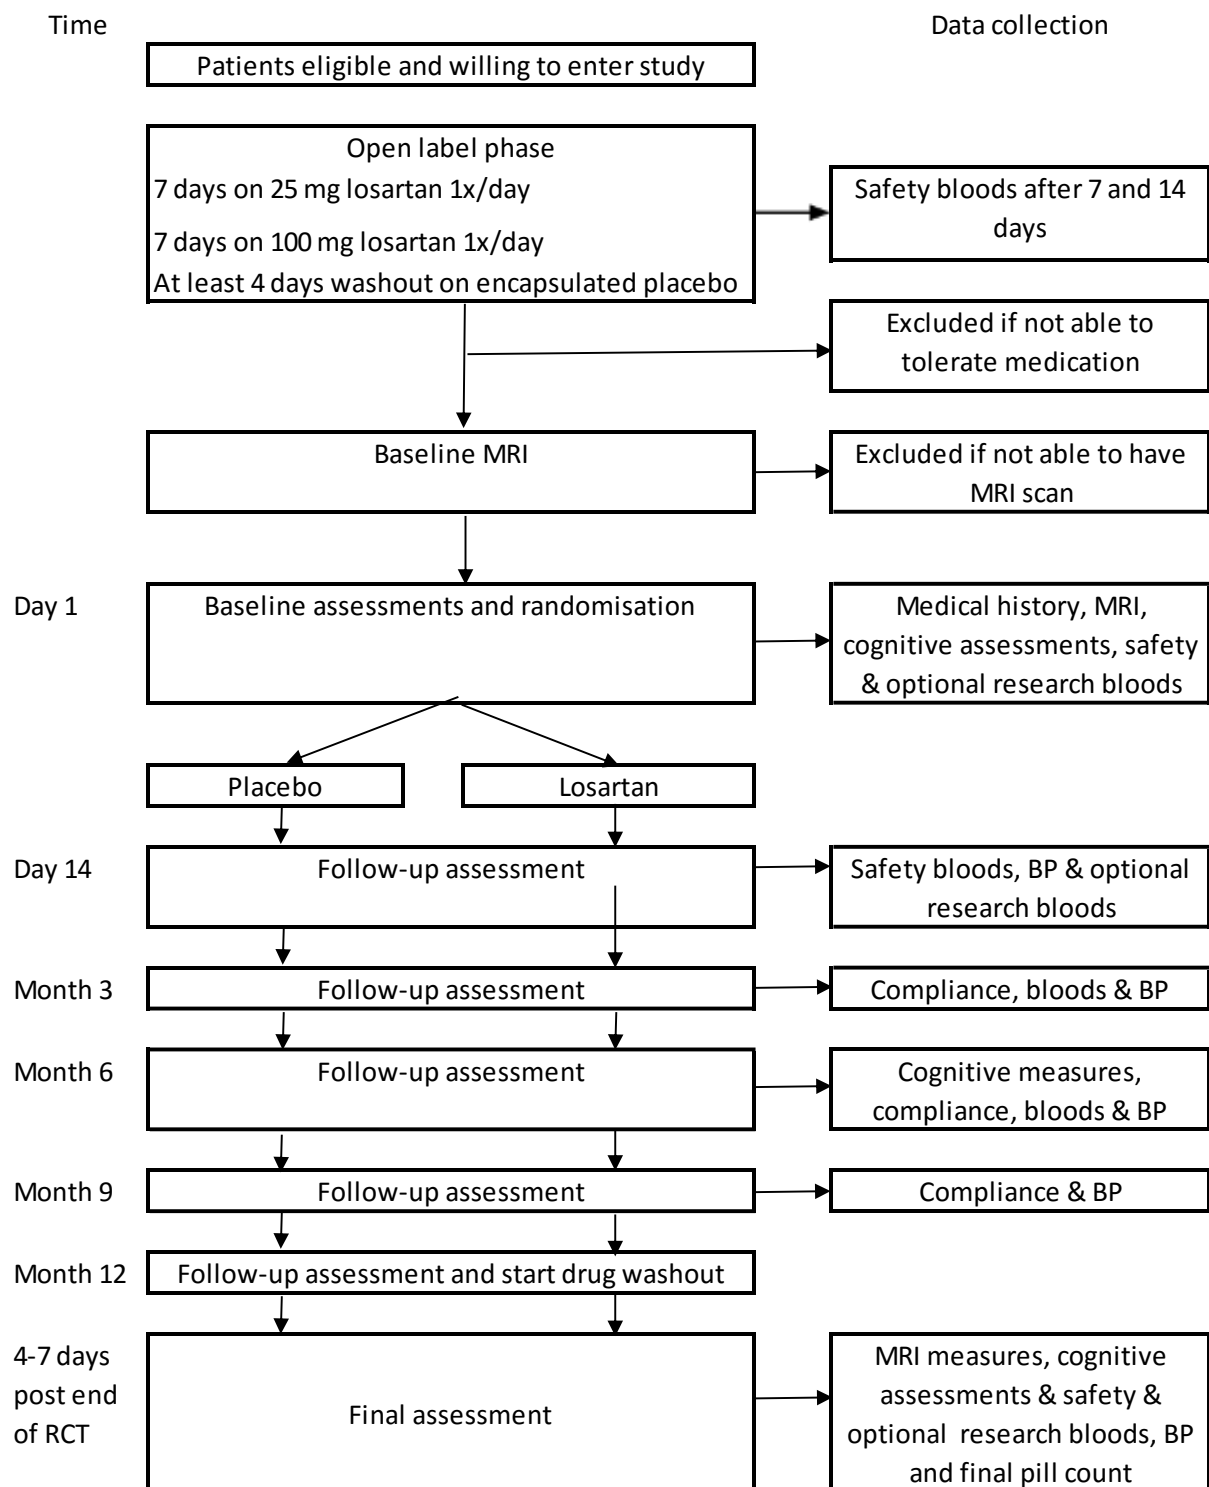 Time
Data collection
Patients eligible and willing to enter study
Open label phase
7 days on 25 mg losartan 1x/day
7 days on 100 mg losartan 1x/day
At least 4 days washout on encapsulated placebo
Safety bloods after 7 and 14
days
Excluded if not able to
tolerate medication
Baseline MRI
Excluded if not able to have
MRI scan
Day 1
Baseline assessments and randomisation
Medical history, MRI,
cognitive assessments, safety
& optional research bloods
Placebo
Losartan
Day 14
Follow-up assessment
Safety bloods, BP & optional
research bloods
Month 3
Follow-up assessment
Compliance, bloods & BP
Month 6
Follow-up assessment
Cognitive measures,
compliance, bloods & BP
Month 9
Follow-up assessment
Compliance & BP
Month 12
Follow-up assessment and start drug washout
4-7 days
post end
of RCT
Final assessment
MRI measures, cognitive
assessments & safety &
optional research bloods, BP
and final pill count